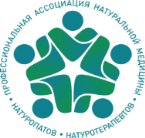 ПРОФЕССИОНАЛЬНАЯ АССОЦИАЦИЯ НАТУРАЛЬНОЙ МЕДИЦИНЫ
• НАТУРОПАТОВ • НАТУРОТЕРАПЕВТОВ •